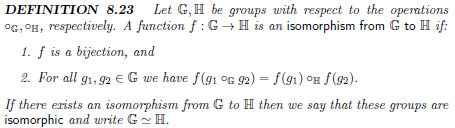 DEFINITION 8.23 Let 𝔾, ℍ be groups with respect to the operations
∘𝔾, ∘ℍ, respectively. A function f : 𝔾 → ℍ is an isomorphism from 𝔾 to ℍ if:
1. f is a bijection, and
2. For all g₁, g₂ ∈ 𝔾 we have f(g₁ ∘𝔾 g₂) = f(g₁) ∘ℍ f(g₂).
If there exists an isomorphism from 𝔾 to ℍ then we say that these groups are
isomorphic and write 𝔾 ≃ ℍ.